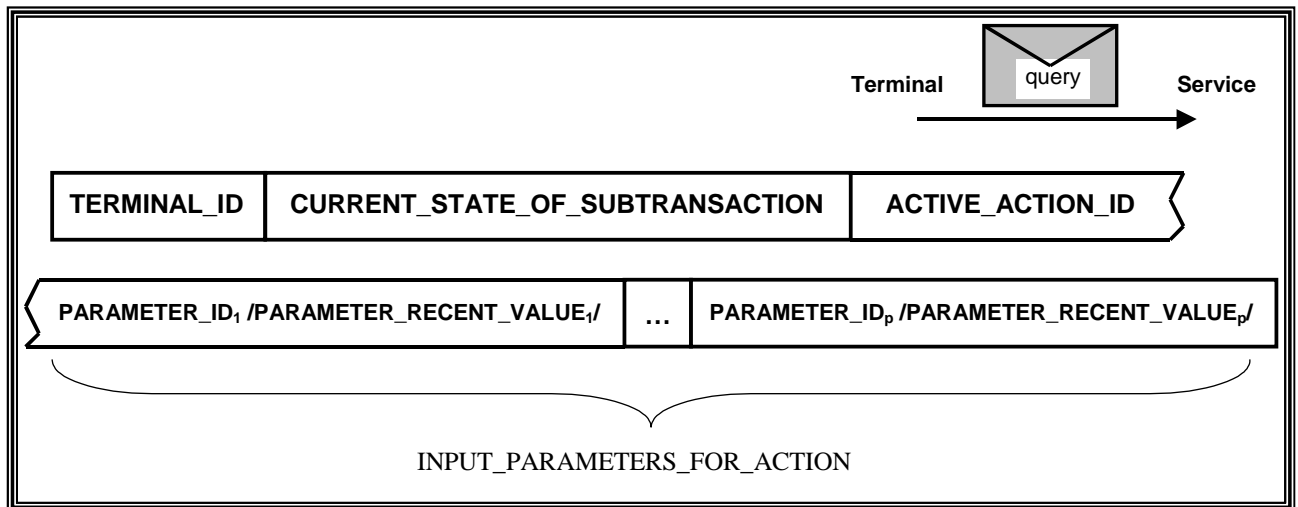 query
Terminal Service
TERMINAL_ID CURRENT_STATE_OF_SUBTRANSACTION ACTIVE_ACTION_ID
PARAMETER_ID₁ /PARAMETER_RECENT_VALUE₁/ ... PARAMETER_IDₚ /PARAMETER_RECENT_VALUEₚ/
INPUT_PARAMETERS_FOR_ACTION